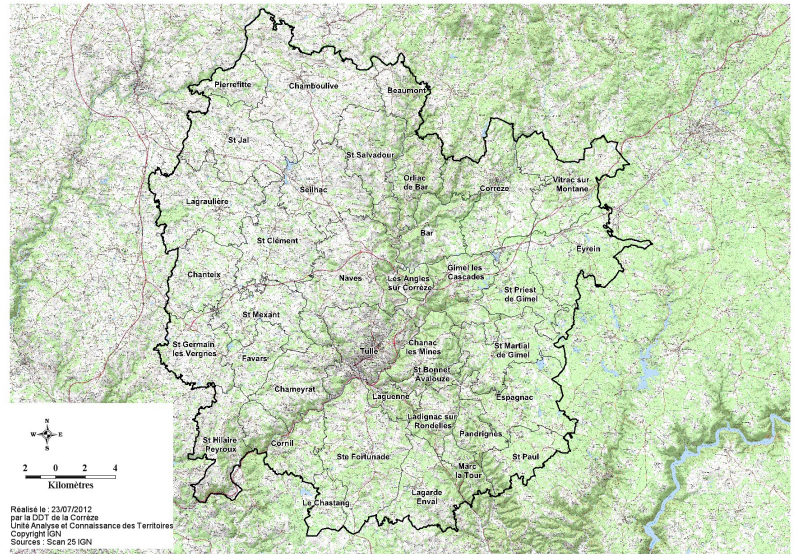 Pierrefitte
Chamboulive
Beaumont
St Jal
St Salvadour
Orliac
de Bar
Corrèze
Vitrac sur
Montane
Lagraulière
Seilhac
St Clément
Bar
Eyrein
Chanteix
Naves
Les Angles
sur Corrèze
Gimel les
Cascades
St Priest
de Gimel
St Mexant
St Germain
les Vergnes
Favars
Tulle
Chanac
les Mines
St Martial
de Gimel
St Bonnet
Avalouze
Chameyrat
Laguenne
Espagnac
Ladignac sur
Rondelles
Pandrignes
St Hilaire
Peyroux
Cornil
Ste Fortunade
St Paul
Marc
la Tour
Le Chastang
Lagarde
Enval
N
W E
S
2 0 2 4
Kilomètres
Réalisé le : 23/07/2012
par la DDT de la Corrèze
Unité Analyse et Connaissance des Territoires
Copyright IGN
Sources : Scan 25 IGN